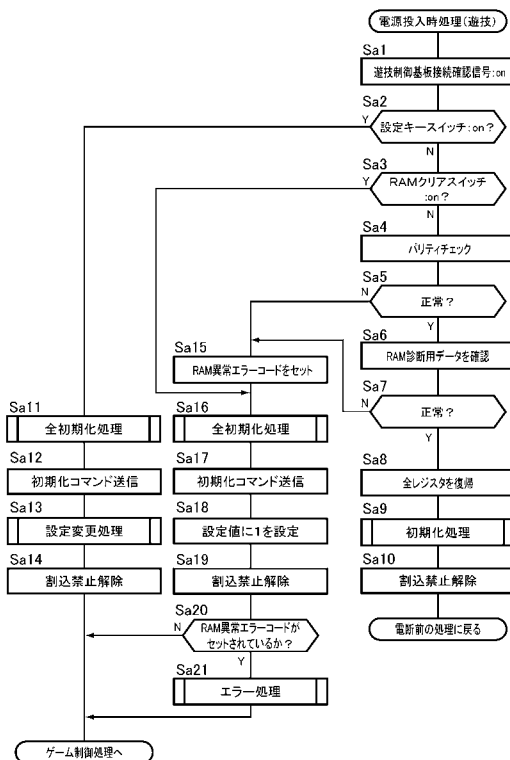 電源投入時処理(遊技)
Sa1
遊技制御基板接続確認信号:on
Sa2
設定キースイッチ:on?
Y
N
Sa3
RAMクリアスイッチ
:on?
Y
N
Sa4
パリティチェック
Sa5
正常?
N
Y
Sa6
RAM診断用データを確認
Sa7
正常?
N
Y
Sa8
全レジスタを復帰
Sa9
初期化処理
Sa10
割込禁止解除
電断前の処理に戻る
Sa15
RAM異常エラーコードをセット
Sa16
全初期化処理
Sa17
初期化コマンド送信
Sa18
設定値に1を設定
Sa19
割込禁止解除
Sa20
RAM異常エラーコードが
セットされているか?
N
Y
Sa21
エラー処理
Sa11
全初期化処理
Sa12
初期化コマンド送信
Sa13
設定変更処理
Sa14
割込禁止解除
ゲーム制御処理へ